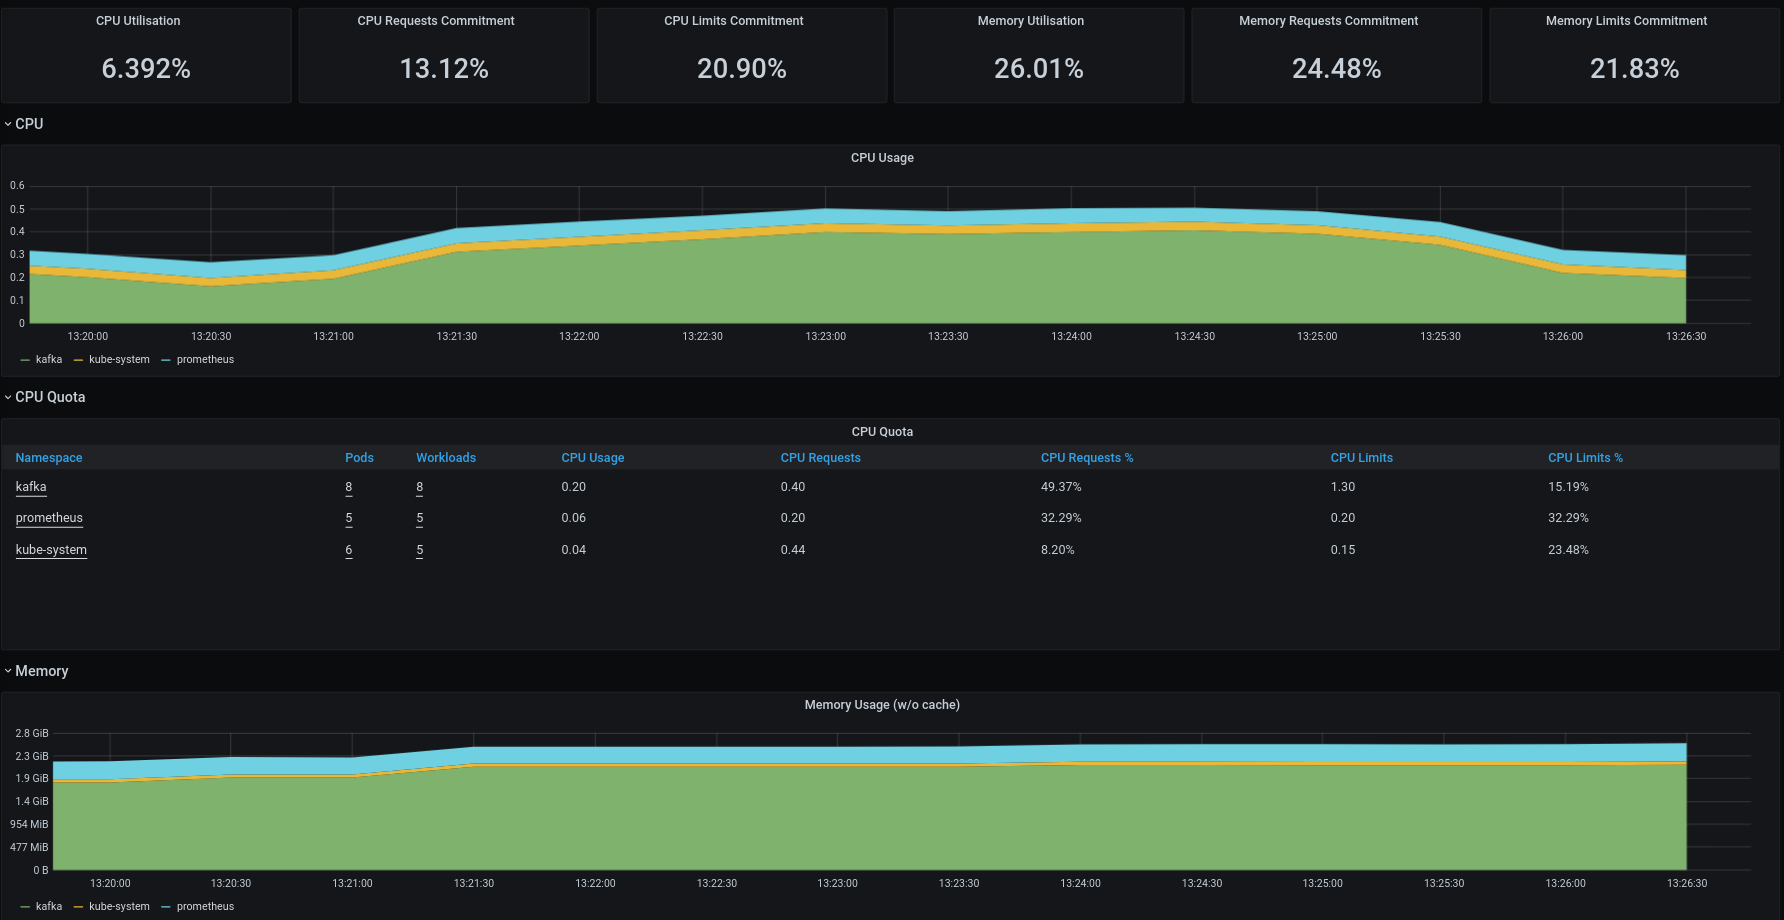 CPU Utilisation CPU Requests Commitment CPU Limits Commitment Memory Utilisation Memory Requests Commitment Memory Limits Commitment
6.392% 13.12% 20.90% 26.01% 24.48% 21.83%
CPU
CPU Usage
0.6
0.5
0.4
0.3
0.2
0.1
0
13:20:00 13:20:30 13:21:00 13:21:30 13:22:00 13:22:30 13:23:00 13:23:30 13:24:00 13:24:30 13:25:00 13:25:30 13:26:00 13:26:30
kafka kube-system prometheus
CPU Quota
CPU Quota
Namespace Pods Workloads CPU Usage CPU Requests CPU Requests % CPU Limits CPU Limits %
kafka 8 8 0.20 0.40 49.37% 1.30 15.19%
prometheus 5 5 0.06 0.20 32.29% 0.20 32.29%
kube-system 6 5 0.04 0.44 8.20% 0.15 23.48%
Memory
Memory Usage (w/o cache)
2.8 GiB
2.3 GiB
1.9 GiB
1.4 GiB
954 MiB
477 MiB
0 B
13:20:00 13:20:30 13:21:00 13:21:30 13:22:00 13:22:30 13:23:00 13:23:30 13:24:00 13:24:30 13:25:00 13:25:30 13:26:00 13:26:30
kafka kube-system prometheus